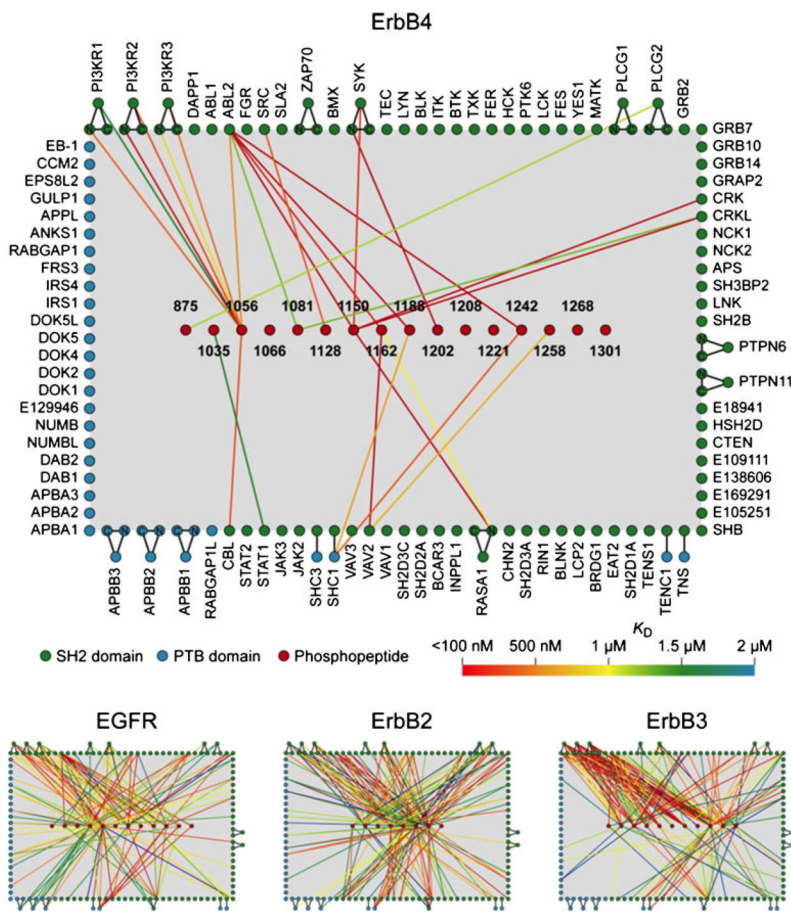 ErbB4
PI3KR1 PI3KR2 PI3KR3 DAPP1 ABL1 ABL2 FGR SRC SLA2 ZAP70 BMX SYK TEC LYN BLK ITK BTK TXK FER HCK PTK6 LCK FES YES1 MATK PLCG1 PLCG2 GRB2
N C N C N C N C N C N C N C
GRB7
EB-1 GRB10
CCM2 GRB14
EPS8L2 GRAP2
GULP1 CRK
APPL CRKL
ANKS1 NCK1
RABGAP1 NCK2
FRS3 APS
IRS4 SH3BP2
IRS1 LNK
DOK5L SH2B
875 1056 1081 1150 1188 1208 1242 1268
1035 1066 1128 1162 1202 1221 1258 1301
DOK5 N PTPN6
DOK4 C
DOK2 N PTPN11
DOK1 C
E129946 E18941
NUMB HSH2D
NUMBL CTEN
DAB2 E109111
DAB1 E138606
APBA3 E169291
APBA2 E105251
APBA1 SHB
C N C N C N C N
APBB3 APBB2 APBB1 RABGAP1L CBL STAT2 STAT1 JAK3 JAK2 SHC3 SHC1 VAV3 VAV2 VAV1 SH2D3C SH2D2A BCAR3 INPPL1 RASA1 CHN2 SH2D3A RIN1 BLNK LCP2 BRDG1 EAT2 SH2D1A TENS1 TENC1 TNS
SH2 domain PTB domain Phosphopeptide
KD
<100 nM 500 nM 1 µM 1.5 µM 2 µM
EGFR ErbB2 ErbB3